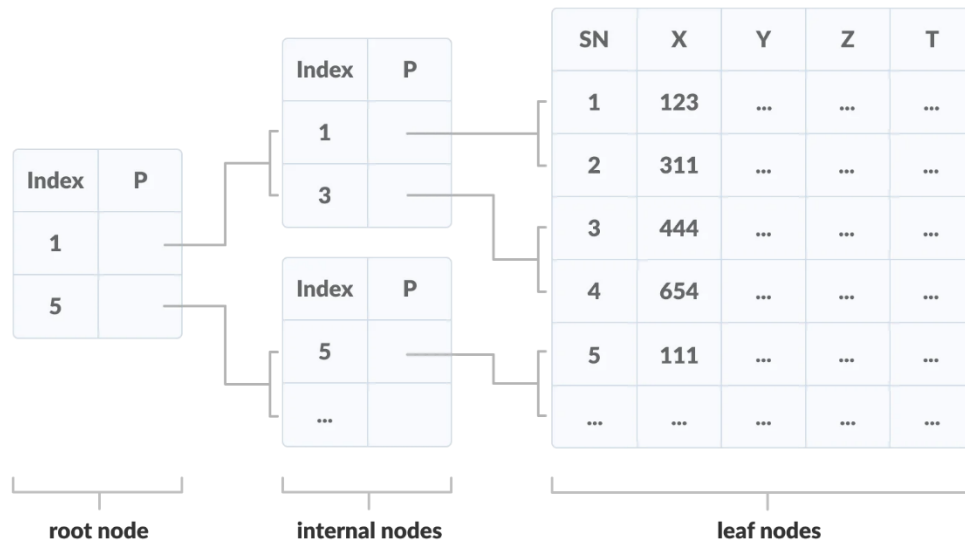 Index P
1
5
Index P
1
3
Index P
5
...
SN X Y Z T
1 123 ... ... ...
2 311 ... ... ...
3 444 ... ... ...
4 654 ... ... ...
5 111 ... ... ...
... ... ... ... ...
root node
internal nodes
leaf nodes